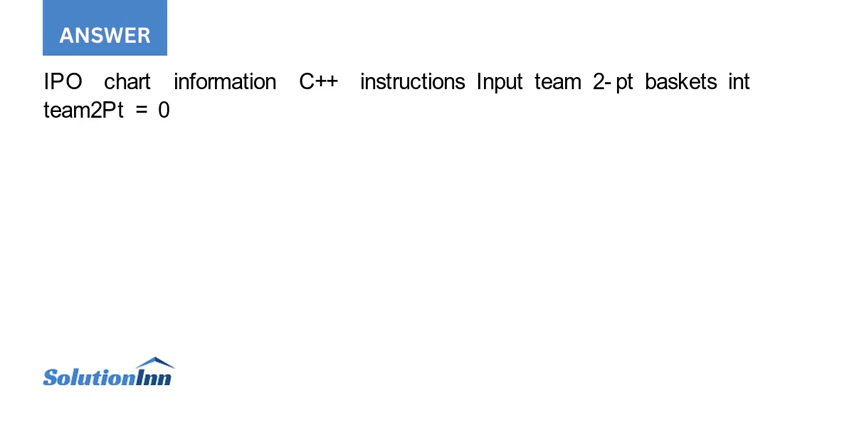 ANSWER
IPO chart information C++ instructions Input team 2- pt baskets int
team2Pt = 0
SolutionInn